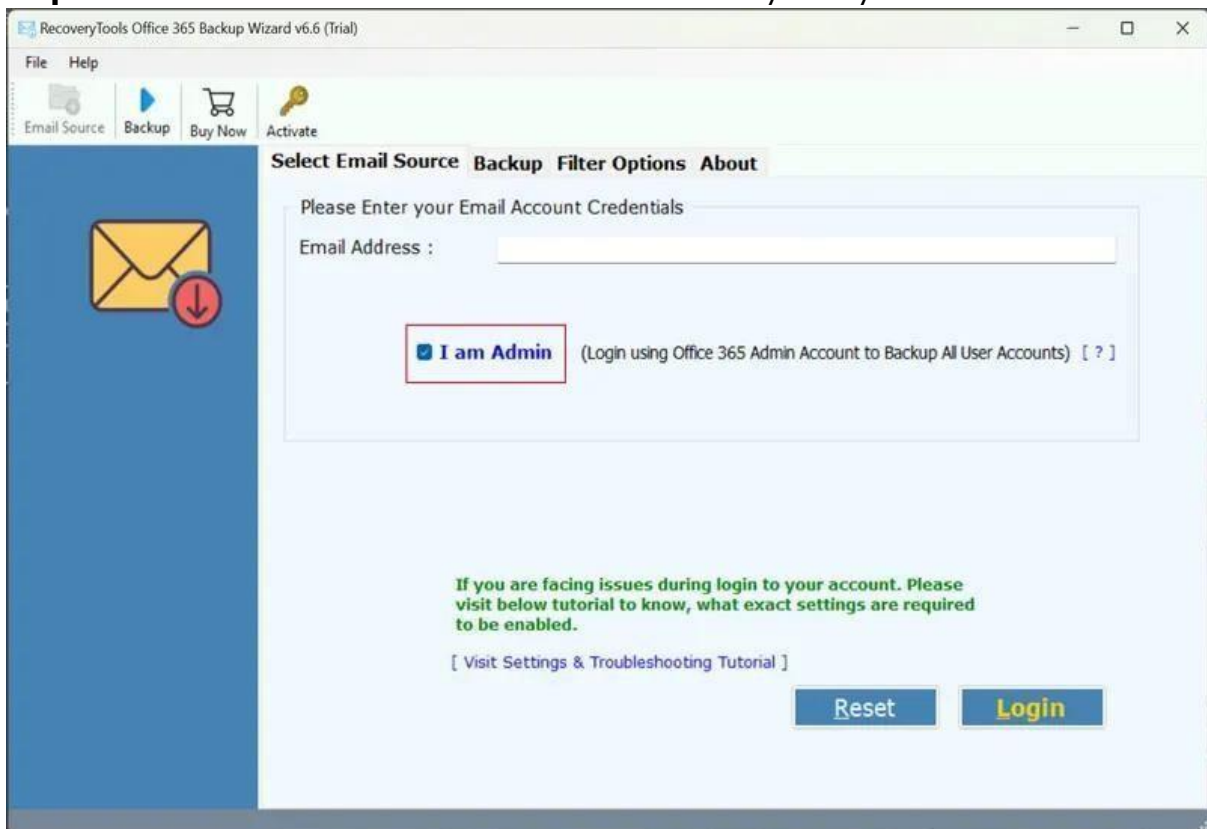 RecoveryTools Office 365 Backup Wizard v6.6 (Trial)
File Help
Email Source Backup Buy Now Activate
Select Email Source Backup Filter Options About
Please Enter your Email Account Credentials
Email Address :
I am Admin (Login using Office 365 Admin Account to Backup All User Accounts) [ ? ]
If you are facing issues during login to your account. Please
visit below tutorial to know, what exact settings are required
to be enabled.
[ Visit Settings & Troubleshooting Tutorial ]
Reset Login